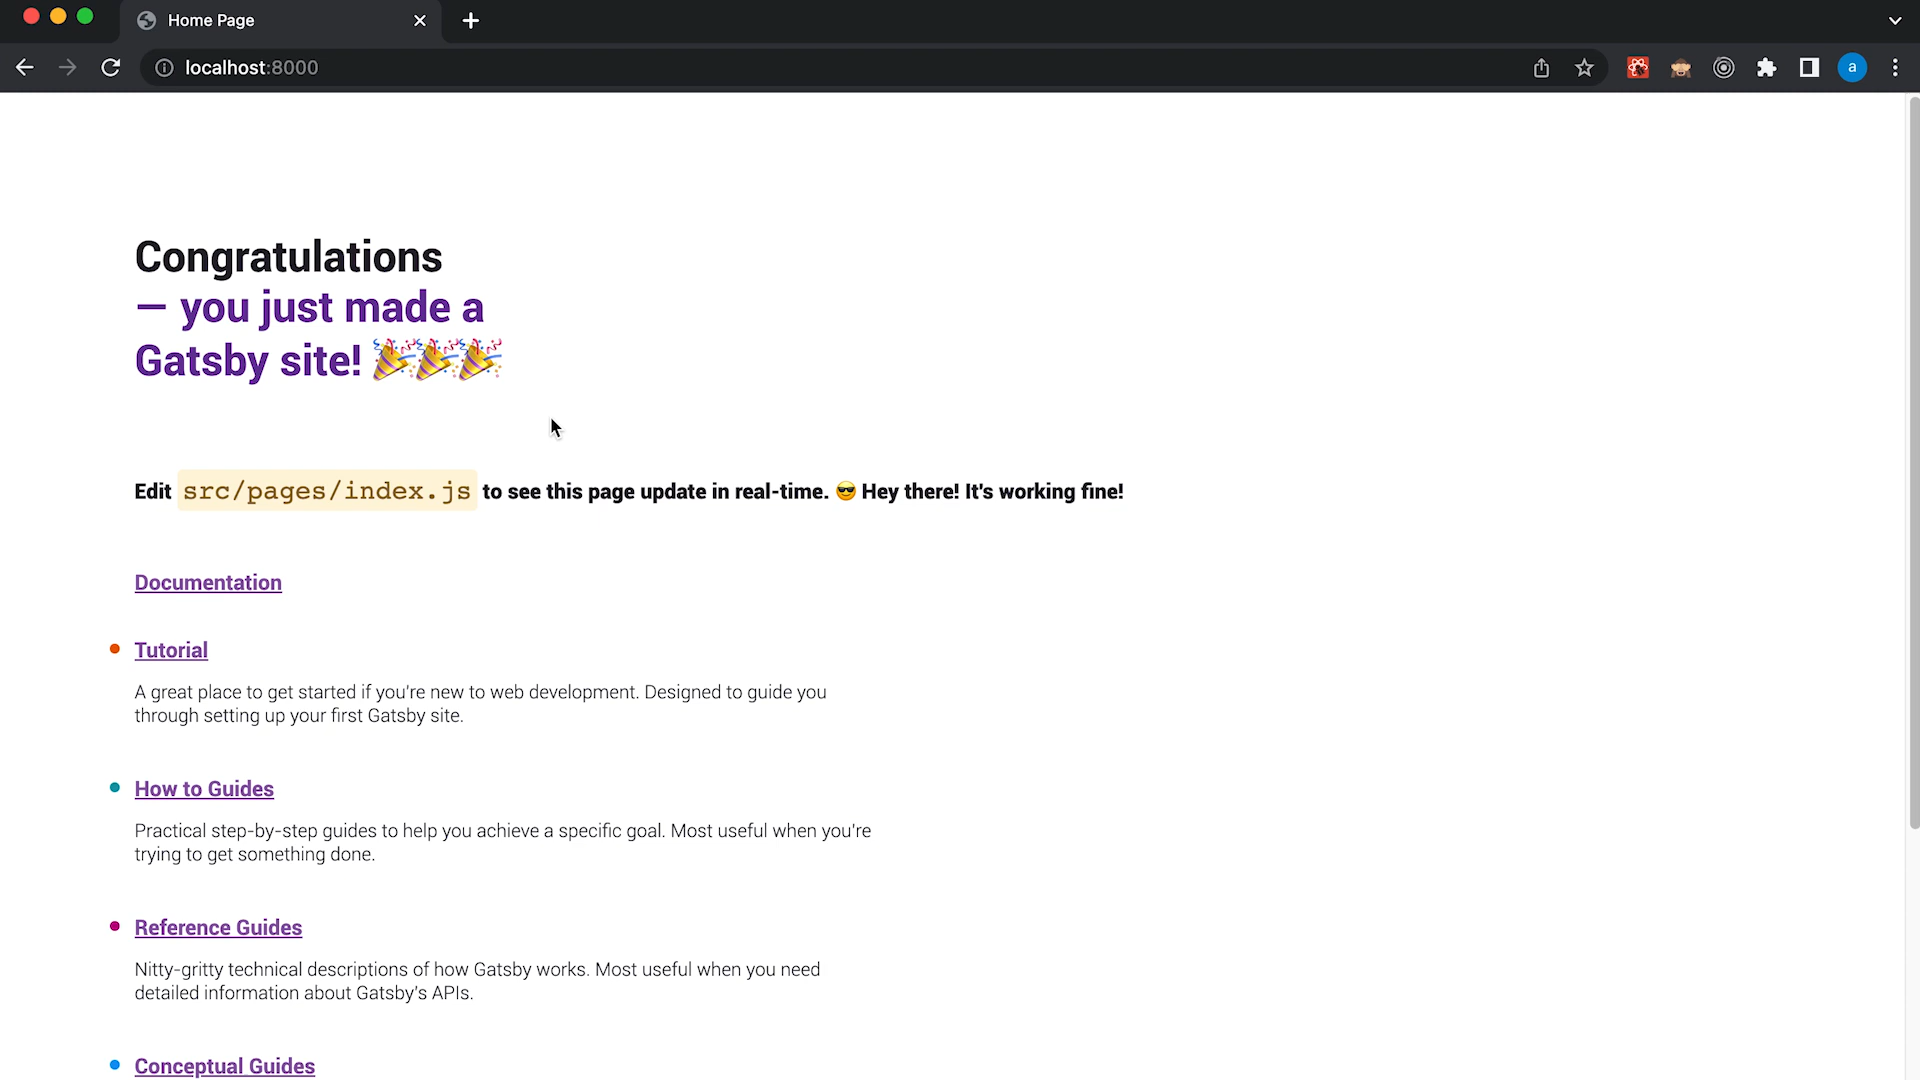 Home Page
localhost:8000
a
Congratulations
— you just made a
Gatsby site! 🎉🎉🎉
Edit src/pages/index.js to see this page update in real-time. 😎 Hey there! It's working fine!
Documentation
Tutorial
A great place to get started if you're new to web development. Designed to guide you
through setting up your first Gatsby site.
How to Guides
Practical step-by-step guides to help you achieve a specific goal. Most useful when you're
trying to get something done.
Reference Guides
Nitty-gritty technical descriptions of how Gatsby works. Most useful when you need
detailed information about Gatsby's APIs.
Conceptual Guides